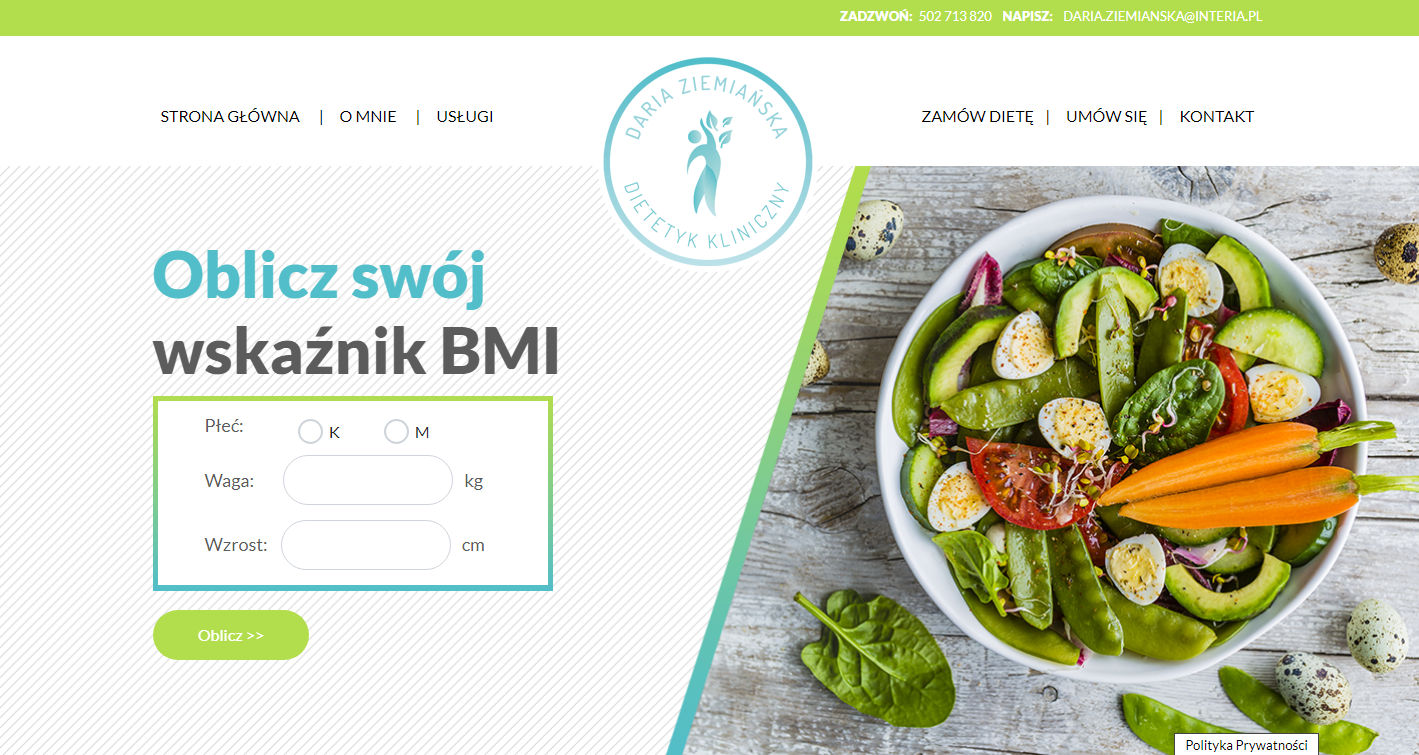 ZADZWOŃ: 502 713 820 NAPISZ: DARIA.ZIEMIANSKA@INTERIA.PL
STRONA GŁÓWNA | O MNIE | USŁUGI
DARIA ZIEMIAŃSKA
DIETETYK KLINICZNY
ZAMÓW DIETĘ | UMÓW SIĘ | KONTAKT
Oblicz swój
wskaźnik BMI
Płeć: K M
Waga: kg
Wzrost: cm
Oblicz >>
Polityka Prywatności